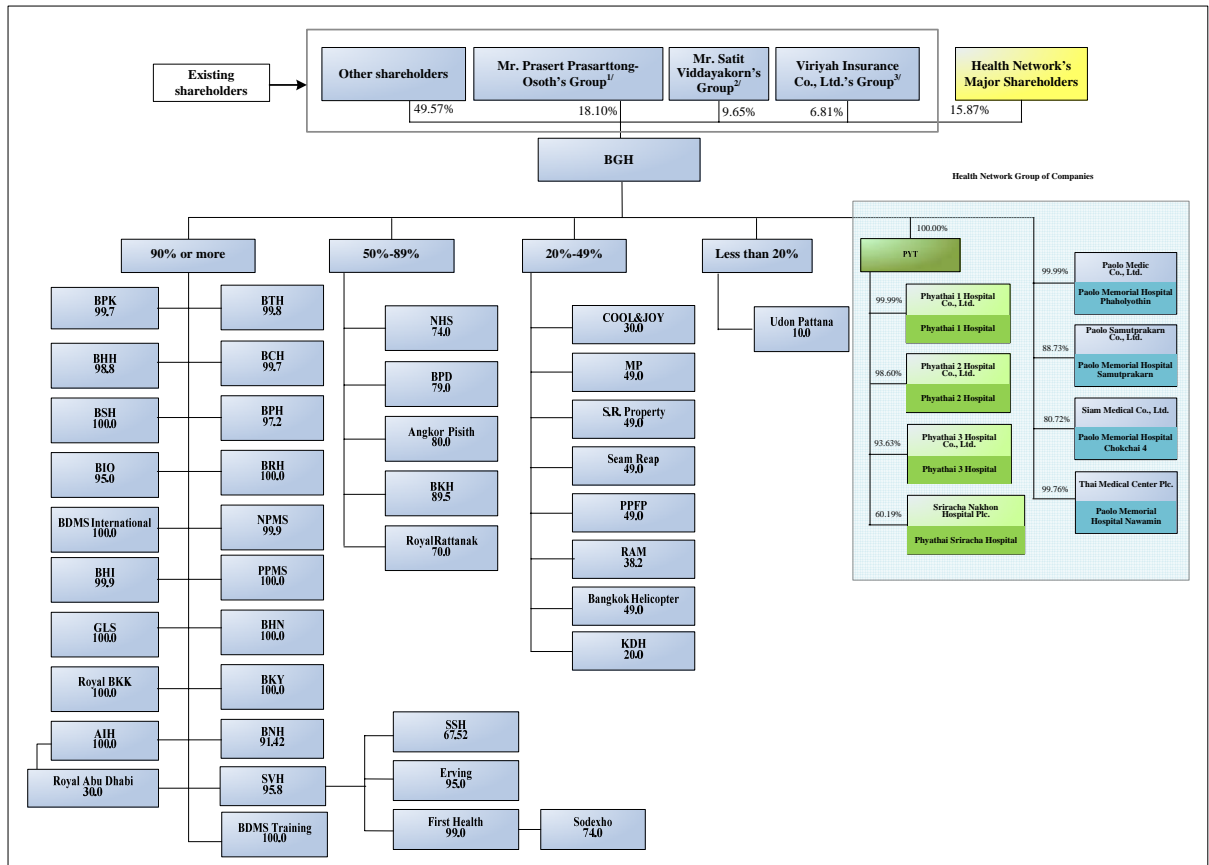 Existing
shareholders
Other shareholders
Mr. Prasert Prasarttong-
Osoth's Group1/
Mr. Satit
Viddayakorn's
Group2/
Viriyah Insurance
Co., Ltd.'s Group3/
Health Network's
Major Shareholders
49.57%
18.10%
9.65%
6.81%
15.87%
BGH
Health Network Group of Companies
90% or more
50%-89%
20%-49%
Less than 20%
BPK
99.7
BTH
99.8
BHH
98.8
BCH
99.7
BSH
100.0
BPH
97.2
BIO
95.0
BRH
100.0
BDMS International
100.0
NPMS
99.9
BHI
99.9
PPMS
100.0
GLS
100.0
BHN
100.0
Royal BKK
100.0
BKY
100.0
AIH
100.0
BNH
91.42
Royal Abu Dhabi
30.0
SVH
95.8
BDMS Training
100.0
SSH
67.52
Erving
95.0
First Health
99.0
Sodexho
74.0
NHS
74.0
BPD
79.0
Angkor Pisith
80.0
BKH
89.5
RoyalRattanak
70.0
COOL&JOY
30.0
MP
49.0
S.R. Property
49.0
Seam Reap
49.0
PPFP
49.0
RAM
38.2
Bangkok Helicopter
49.0
KDH
20.0
Udon Pattana
10.0
100.00%
PYT
99.99%
Phyathai 1 Hospital
Co., Ltd.
Phyathai 1 Hospital
98.60%
Phyathai 2 Hospital
Co., Ltd.
Phyathai 2 Hospital
93.63%
Phyathai 3 Hospital
Co., Ltd.
Phyathai 3 Hospital
60.19%
Sriracha Nakhon
Hospital Plc.
Phyathai Sriracha Hospital
99.99%
Paolo Medic
Co., Ltd.
Paolo Memorial Hospital
Phaholyothin
88.73%
Paolo Samutprakarn
Co., Ltd.
Paolo Memorial Hospital
Samutprakarn
80.72%
Siam Medical Co., Ltd.
Paolo Memorial Hospital
Chokchai 4
99.76%
Thai Medical Center Plc.
Paolo Memorial
Hospital Nawamin